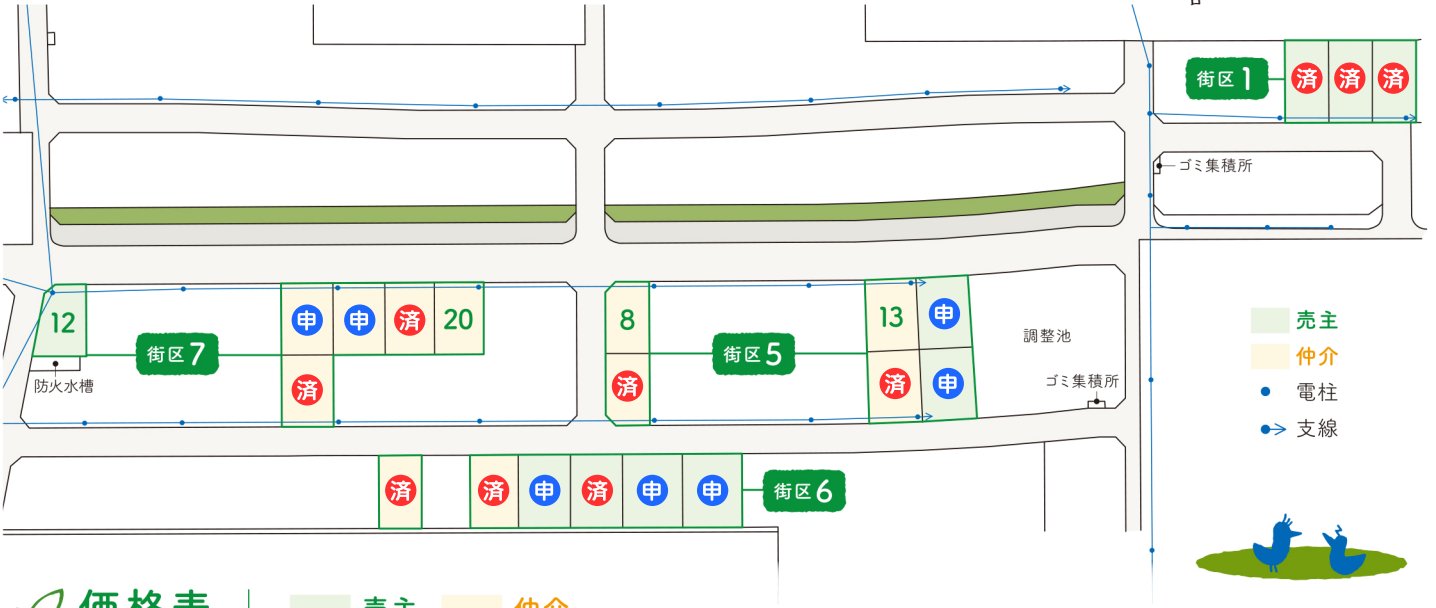 街区1 済 済 済
ゴミ集積所
12
申 申 済 20
8
13 申
街区7
街区5
調整池
防火水槽
済
済
済 申
ゴミ集積所
売主
仲介
電柱
支線
済
済 申 済 申 申
街区6
価格表
売主 仲介